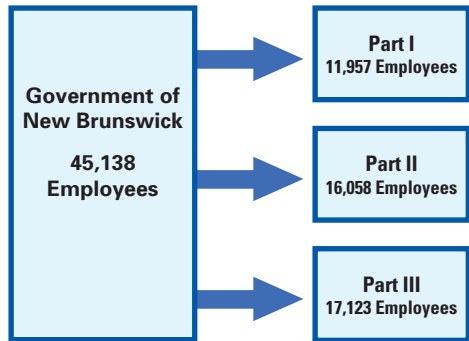 Government of
New Brunswick
45,138
Employees
Part I
11,957 Employees
Part II
16,058 Employees
Part III
17,123 Employees